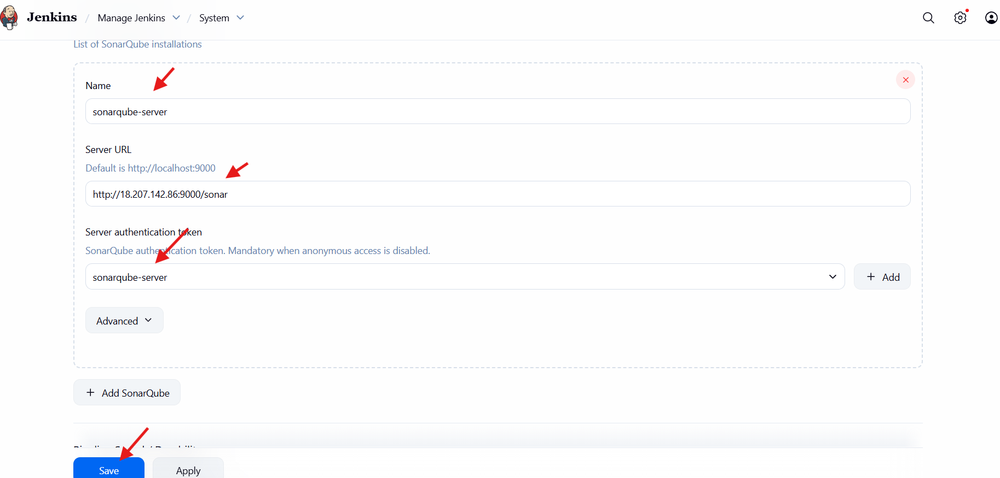 Jenkins / Manage Jenkins / System
List of SonarQube installations
Name
sonarqube-server
Server URL
Default is http://localhost:9000
http://18.207.142.86:9000/sonar
Server authentication token
SonarQube authentication token. Mandatory when anonymous access is disabled.
sonarqube-server
+ Add
Advanced
+ Add SonarQube
Save
Apply